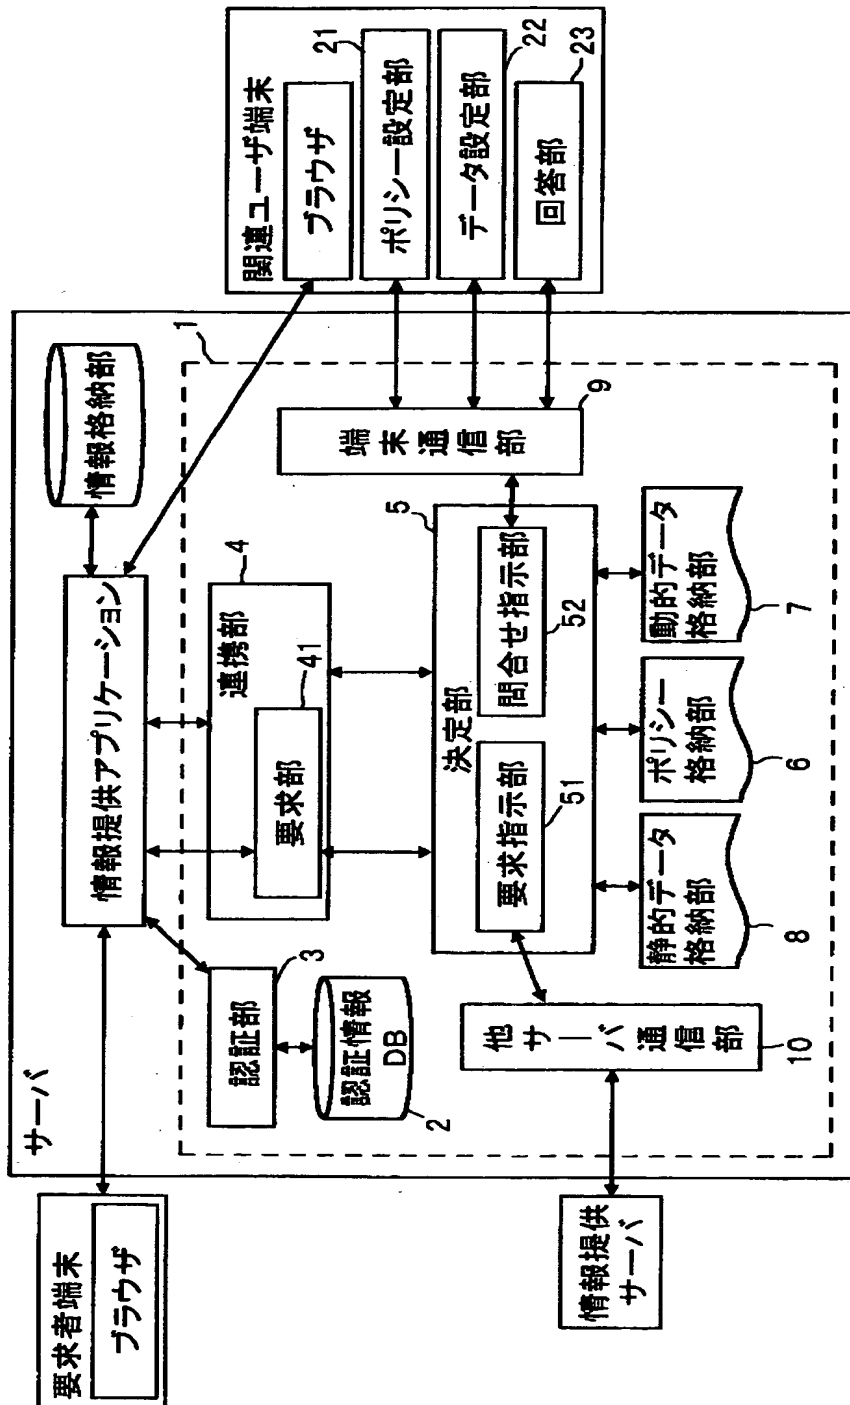 要求者端末
ブラウザ
サーバ
情報提供アプリケーション
情報格納部
1
関連ユーザ端末
ブラウザ
ポリシー設定部
21
データ設定部
22
回答部
23
認証部
3
認証情報
DB
2
連携部
4
要求部
41
端末通信部
9
決定部
5
要求指示部
51
問合せ指示部
52
他サーバ通信部
10
静的データ
格納部
8
ポリシー
格納部
6
動的データ
格納部
7
情報提供
サーバ